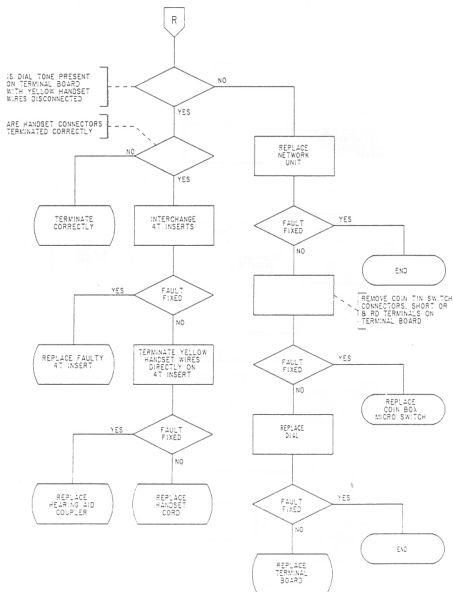 R
IS DIAL TONE PRESENT
ON TERMINAL BOARD
WITH YELLOW HANDSET
WIRES DISCONNECTED
NO
YES
ARE HANDSET CONNECTORS
TERMINATED CORRECTLY
NO
YES
REPLACE
NETWORK
UNIT
TERMINATE
CORRECTLY
INTERCHANGE
4T INSERTS
FAULT
FIXED
YES
NO
END
FAULT
FIXED
YES
NO
REMOVE COIN TIN SWITCH
CONNECTORS, SHORT OR
& RD TERMINALS ON
TERMINAL BOARD
REPLACE FAULTY
4T INSERT
TERMINATE YELLOW
HANDSET WIRES
DIRECTLY ON
4T INSERT
FAULT
FIXED
YES
NO
REPLACE
COIN BOX
MICRO SWITCH
FAULT
FIXED
YES
NO
REPLACE
DIAL
REPLACE
HEARING AID
COUPLER
REPLACE
HANDSET
CORD
FAULT
FIXED
YES
NO
END
REPLACE
TERMINAL
BOARD